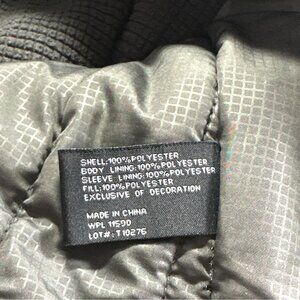 SHELL:100%POLYESTER
BODY LINING:100%POLYESTER
SLEEVE LINING:100%POLYESTER
FILL:100%POLYESTER
EXCLUSIVE OF DECORATION
MADE IN CHINA
WPL 11590
LOT#:T10276